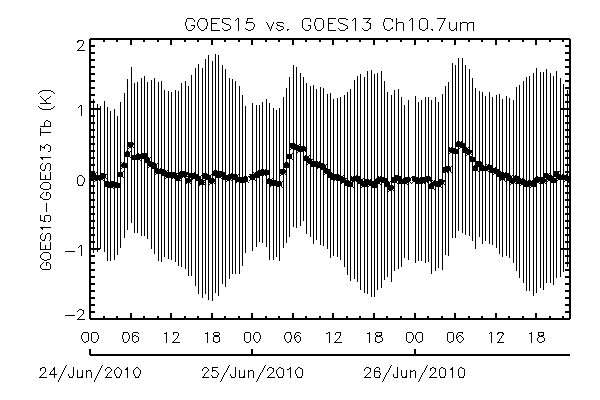 GOES15 vs. GOES13 Ch10.7um
GOES15-GOES13 Tb (K)
2
1
0
-1
-2
00 06 12 18 00 06 12 18 00 06 12 18
24/Jun/2010 25/Jun/2010 26/Jun/2010